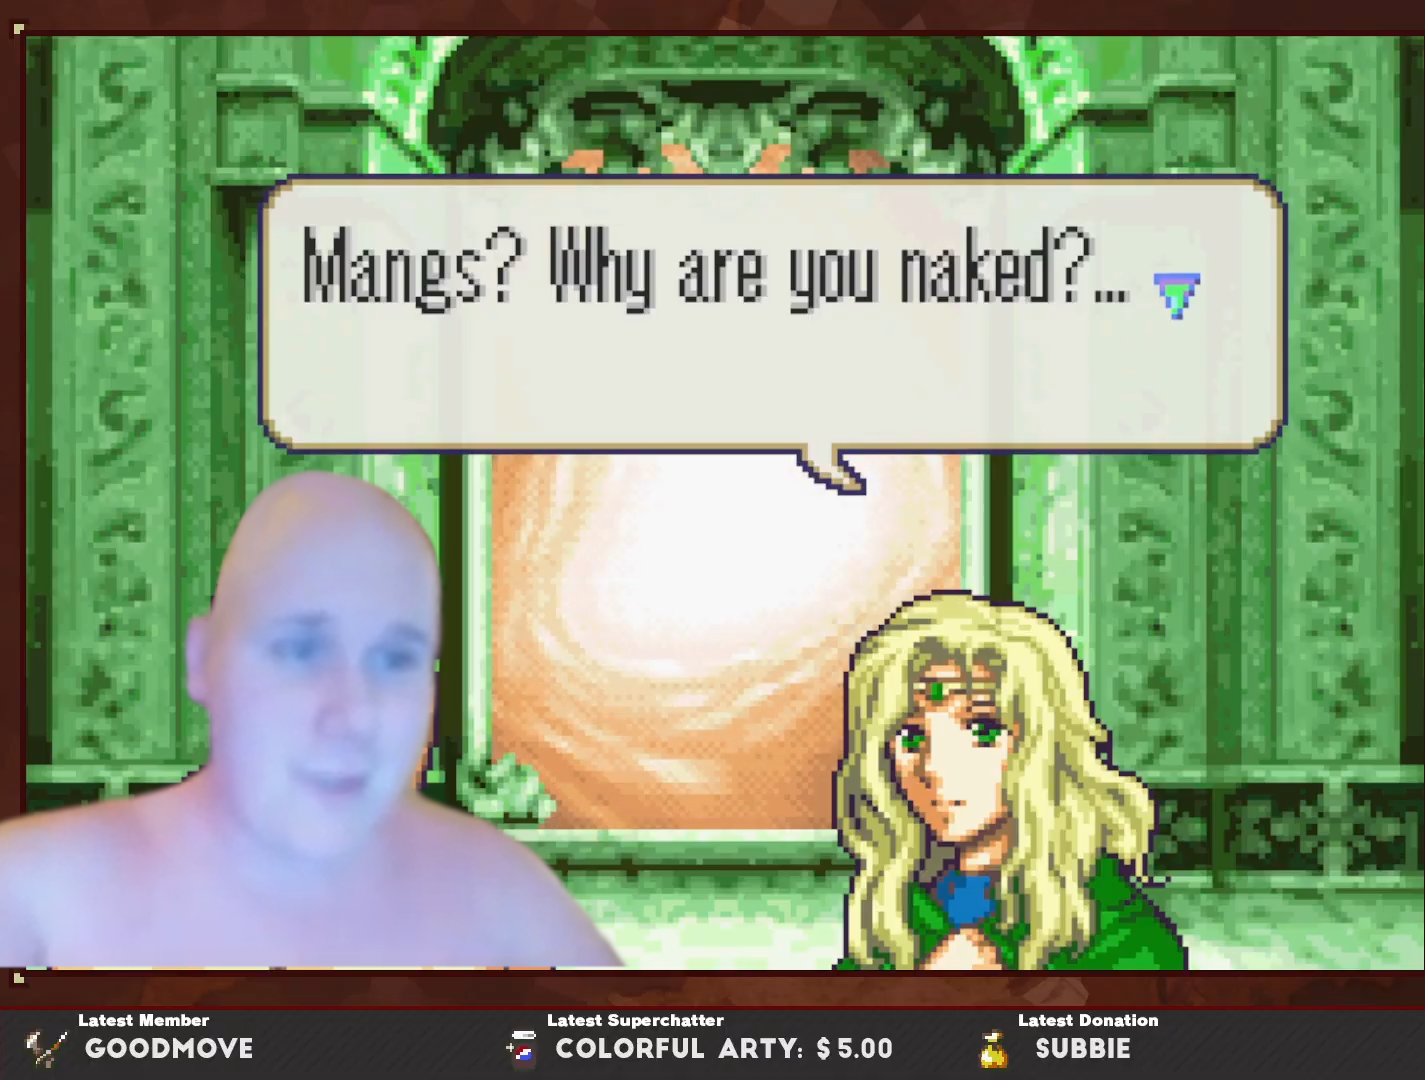 Mangs? Why are you naked?...
Latest Member
GOODMOVE
Latest Superchatter
COLORFUL ARTY: $5.00
Latest Donation
SUBBIE